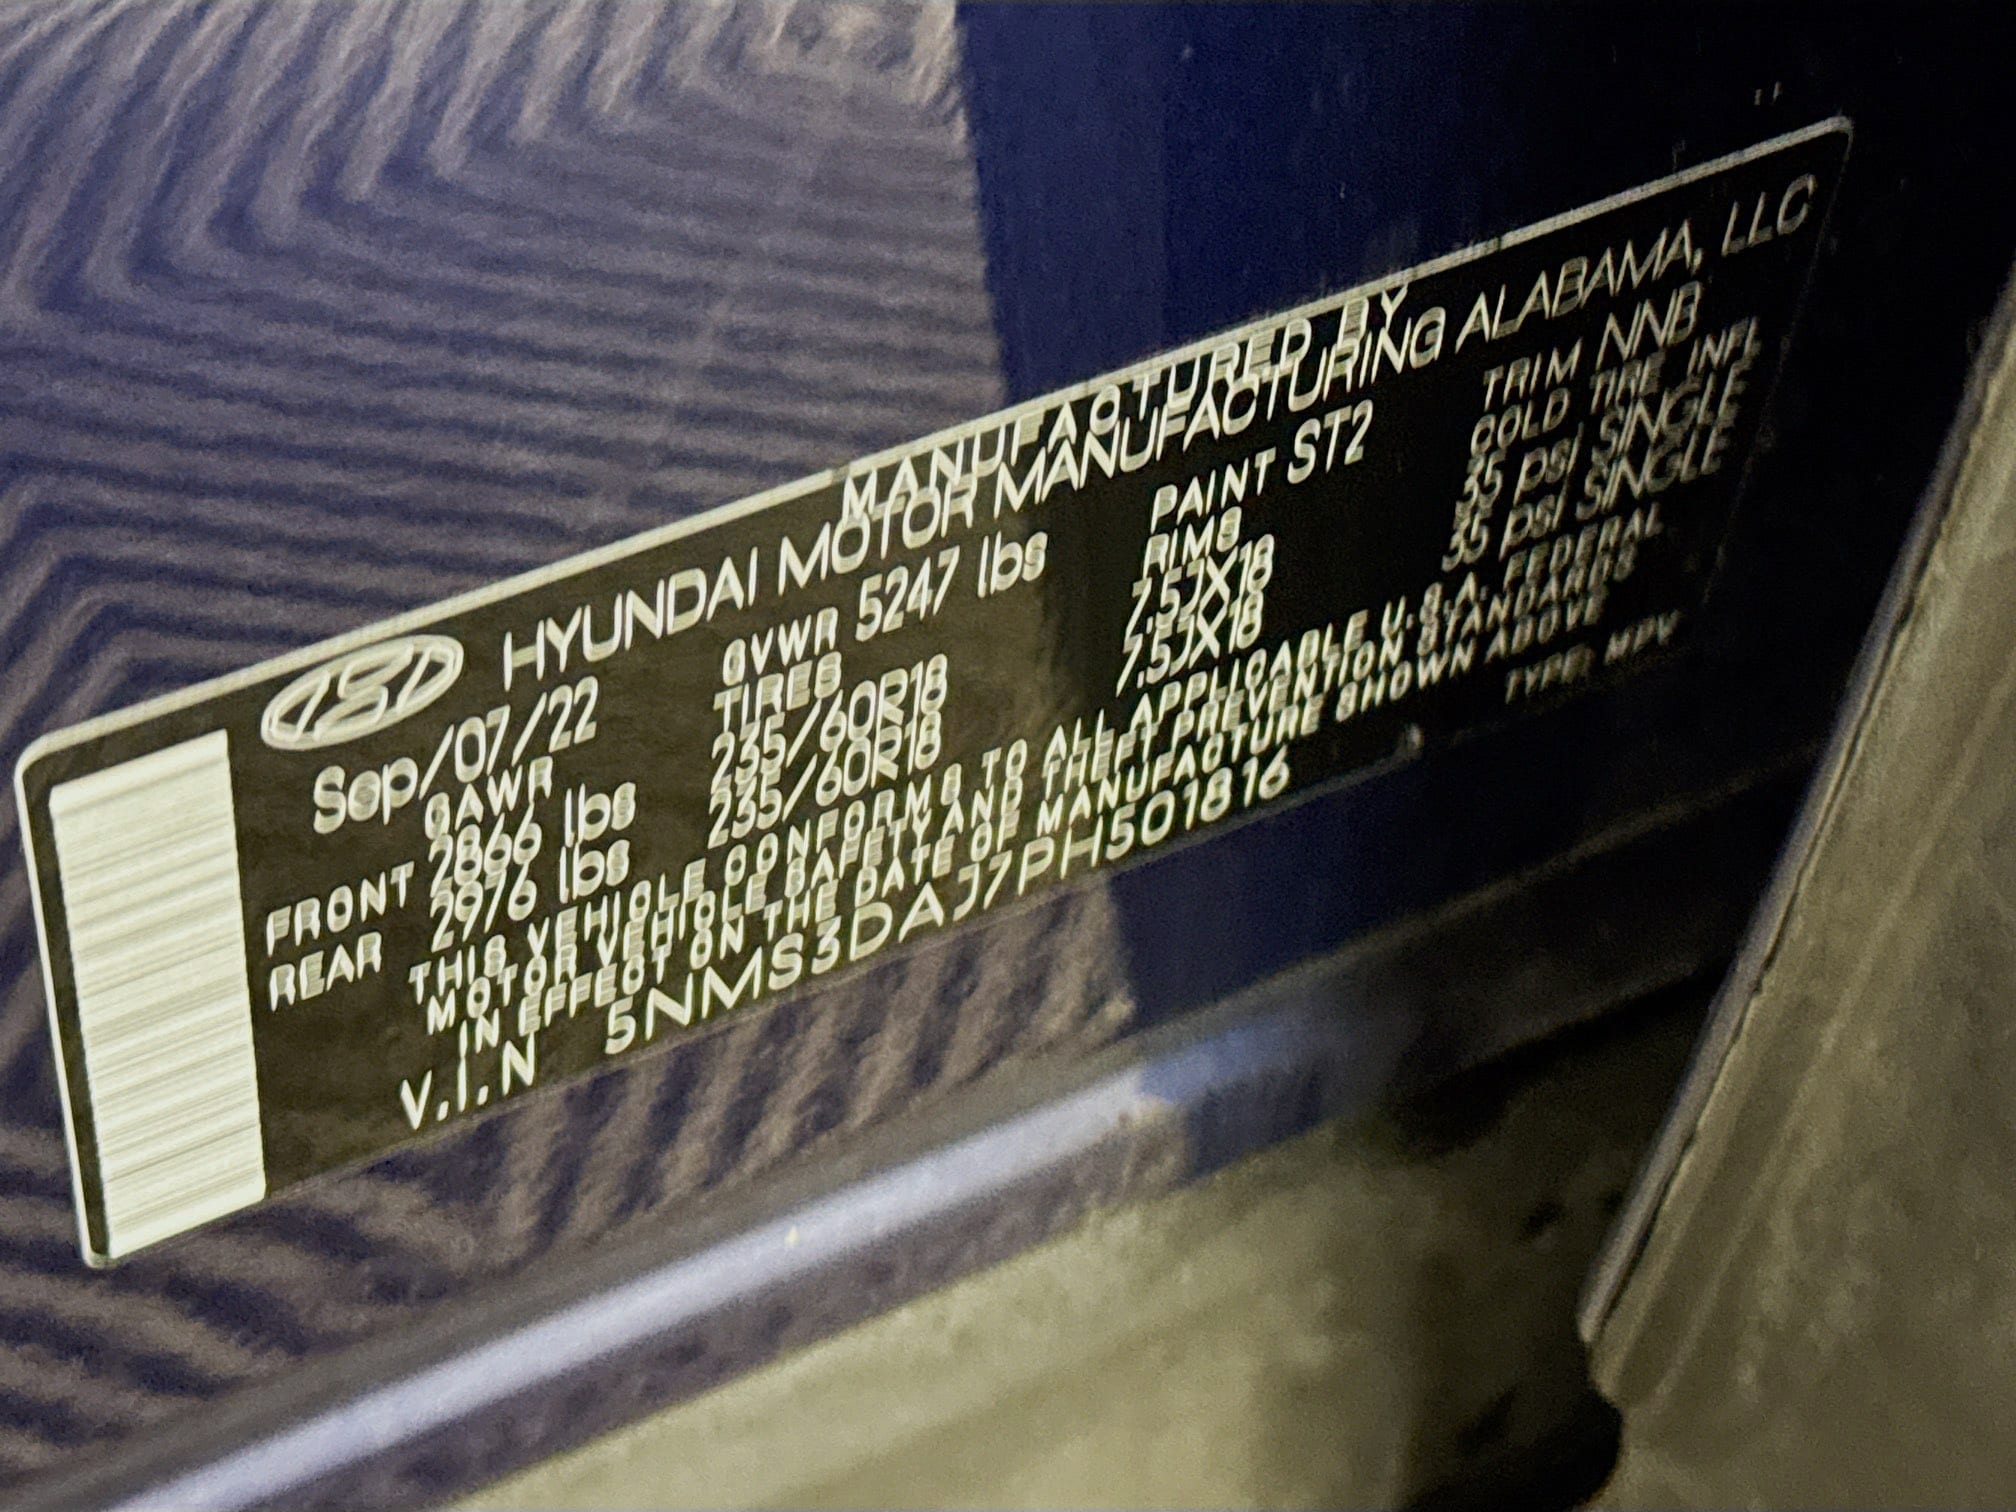 MANUFACTURED BY
HYUNDAI MOTOR MANUFACTURING ALABAMA, LLC
Sep/07/22 GVWR 5247 lbs PAINT ST2 TRIM NNB
GAWR TIRES RIMS COLD TIRE INFL
FRONT 2866 lbs 235/60R18 7.5JX18 35 psi SINGLE
REAR 2976 lbs 235/60R18 7.5JX18 35 psi SINGLE
THIS VEHICLE CONFORMS TO ALL APPLICABLE U.S.A. FEDERAL
MOTOR VEHICLE SAFETY AND THEFT PREVENTION STANDARDS
IN EFFECT ON THE DATE OF MANUFACTURE SHOWN ABOVE
V.I.N 5NMS3DAJ7PH501816 TYPE: MPV